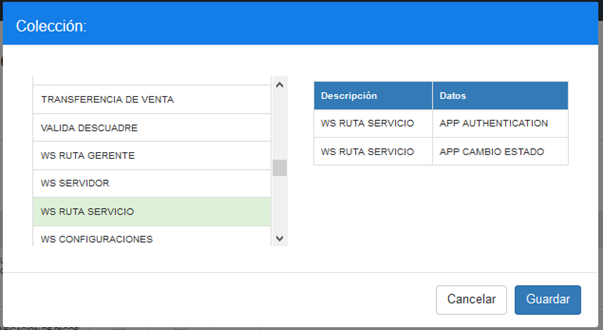 Colección:
TRANSFERENCIA DE VENTA
VALIDA DESCUADRE
WS RUTA GERENTE
WS SERVIDOR
WS RUTA SERVICIO
WS CONFIGURACIONES
Descripción Datos
WS RUTA SERVICIO APP AUTHENTICATION
WS RUTA SERVICIO APP CAMBIO ESTADO
Cancelar Guardar